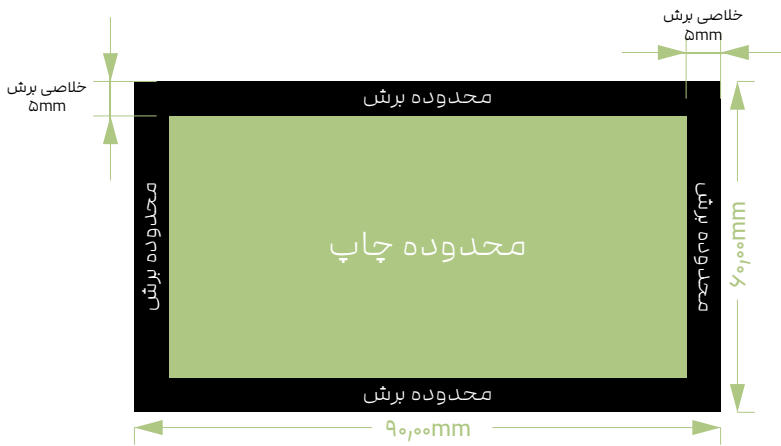 خلاصی برش
۵mm
خلاصی برش
۵mm
محدوده برش
محدوده برش
محدوده چاپ
محدوده برش
۶۰,۰۰mm
محدوده برش
۹۰,۰۰mm